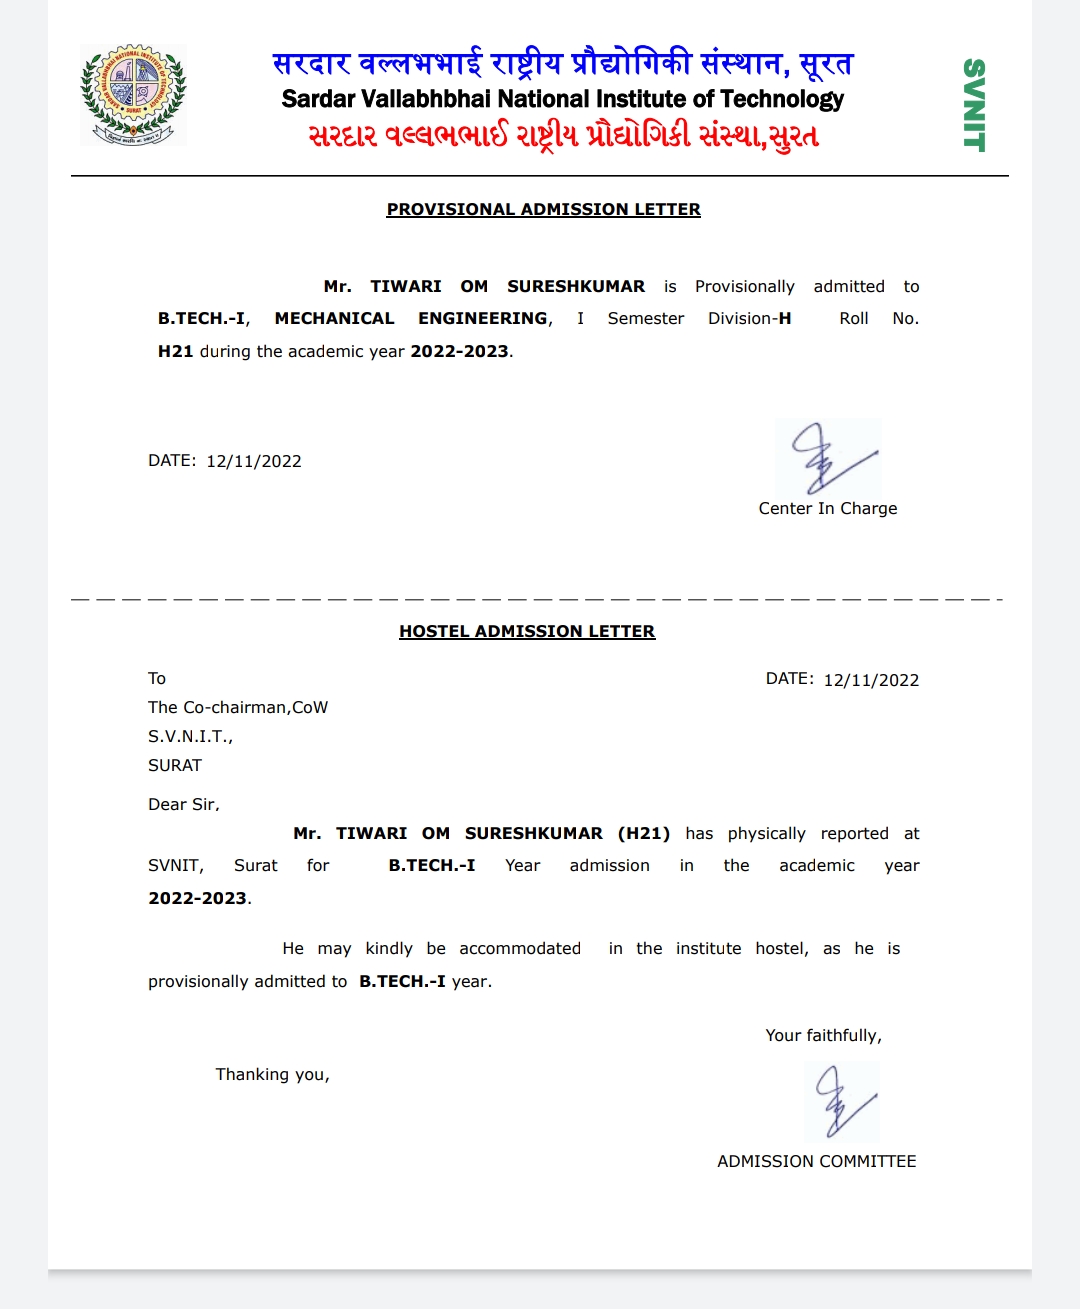 सरदार वल्लभभाई राष्ट्रीय प्रौद्योगिकी संस्थान, सूरत
Sardar Vallabhbhai National Institute of Technology
સરદાર વલ્લભભાઈ રાષ્ટ્રીય પ્રૌદ્યોગિકી સંસ્થા,સુરત
SVNIT
PROVISIONAL ADMISSION LETTER
Mr. TIWARI OM SURESHKUMAR is Provisionally admitted to
B.TECH.-I, MECHANICAL ENGINEERING, I Semester Division-H Roll No.
H21 during the academic year 2022-2023.
DATE: 12/11/2022
Center In Charge
HOSTEL ADMISSION LETTER
To
DATE: 12/11/2022
The Co-chairman,CoW
S.V.N.I.T.,
SURAT
Dear Sir,
Mr. TIWARI OM SURESHKUMAR (H21) has physically reported at
SVNIT, Surat for B.TECH.-I Year admission in the academic year
2022-2023.
He may kindly be accommodated in the institute hostel, as he is
provisionally admitted to B.TECH.-I year.
Your faithfully,
Thanking you,
ADMISSION COMMITTEE